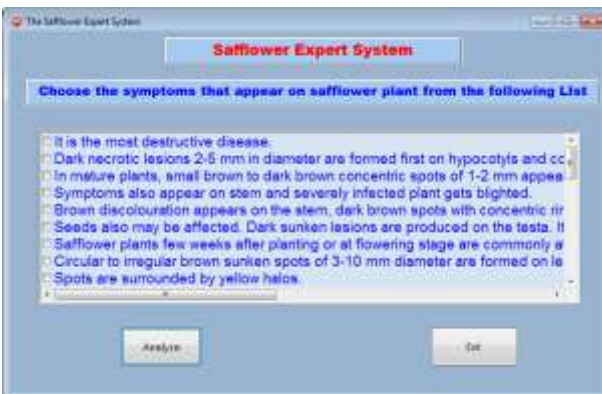 The Safflower Expert System
Safflower Expert System
Choose the symptoms that appear on safflower plant from the following List
It is the most destructive disease.
Dark necrotic lesions 2-5 mm in diameter are formed first on hypocotyls and cc
In mature plants, small brown to dark brown concentric spots of 1-2 mm appea
Symptoms also appear on stem and severely infected plant gets blighted.
Brown discolouration appears on the stem, dark brown spots with concentric rir
Seeds also may be affected. Dark sunken lesions are produced on the testa. It
Safflower plants few weeks after planting or at flowering stage are commonly a
Circular to irregular brown sunken spots of 3-10 mm diameter are formed on le
Spots are surrounded by yellow halos.
Analyze
Exit